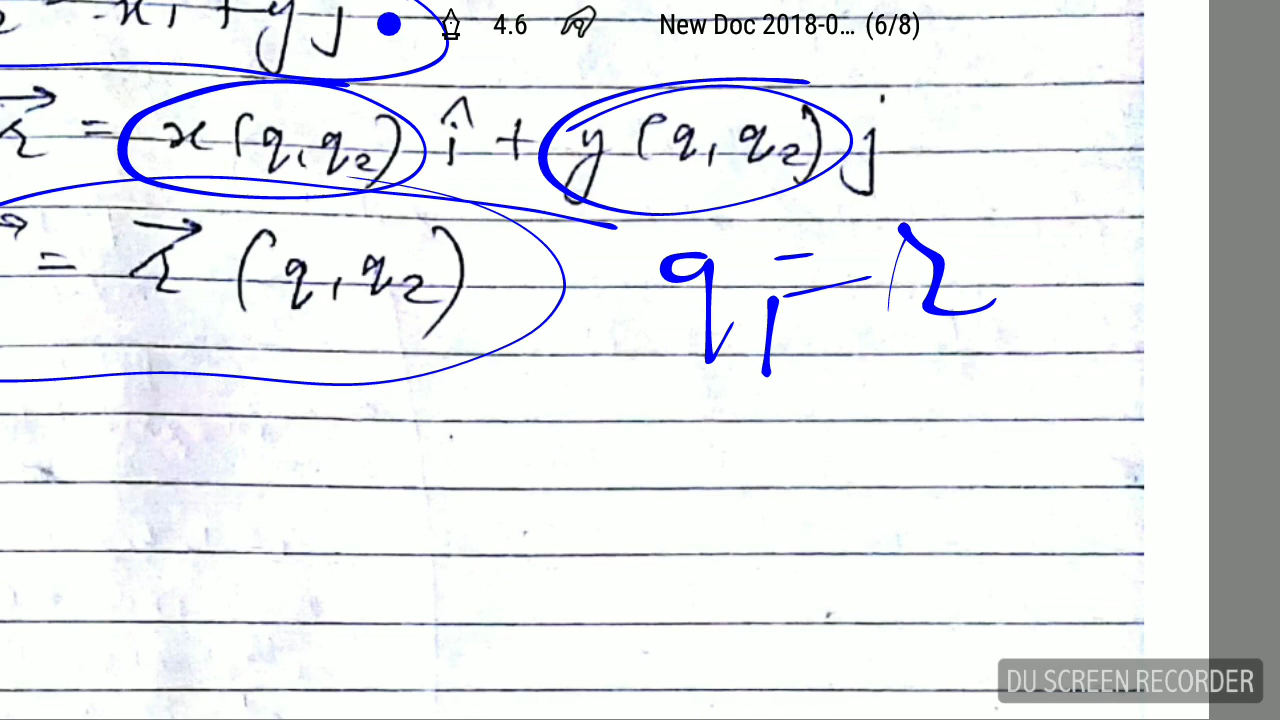 4.6 New Doc 2018-0... (6/8)
x i + y j
r⃗ = x (q₁, q₂) î + y (q₁, q₂) j
= r⃗ (q₁, q₂)
q₁ = r
DU SCREEN RECORDER